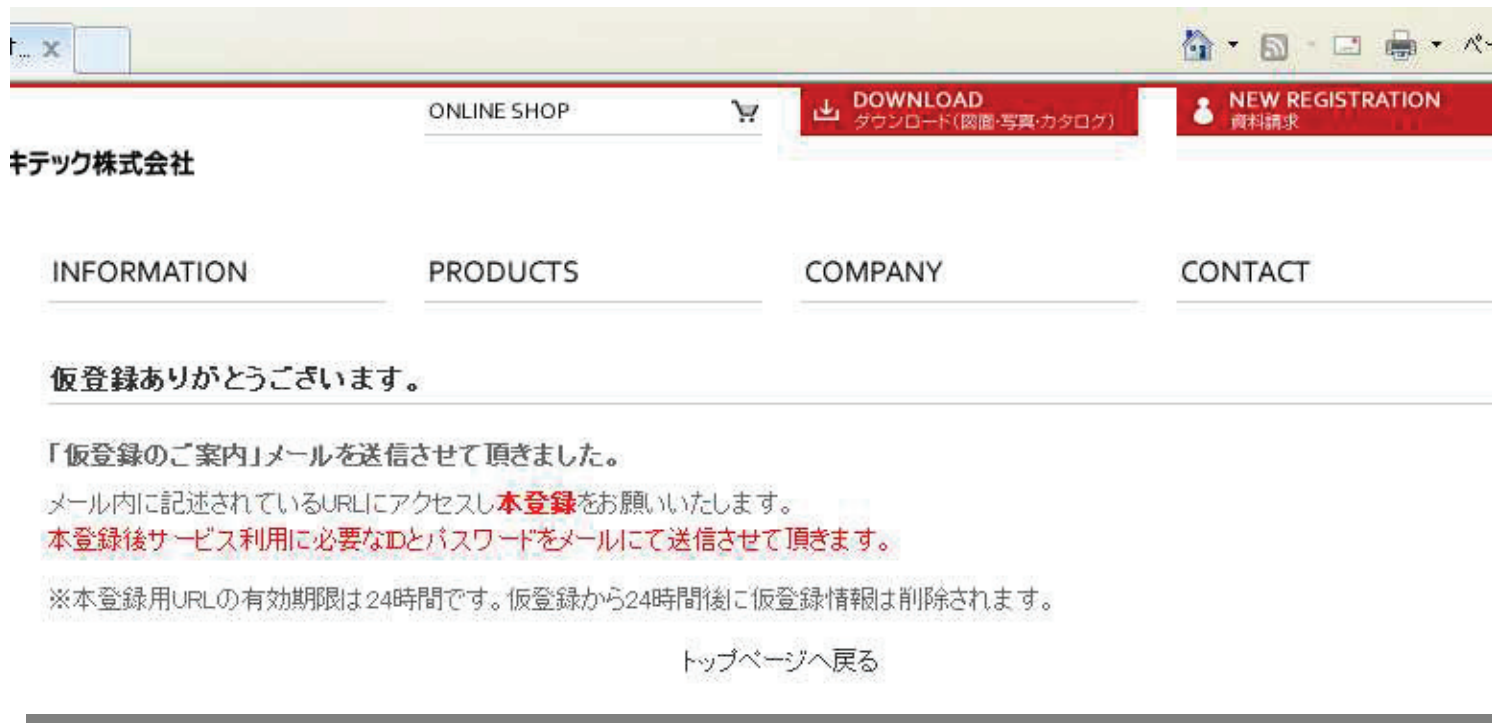 ONLINE SHOP
DOWNLOAD
ダウンロード(図面・写真・カタログ)
NEW REGISTRATION
資料請求
キテック株式会社
INFORMATION
PRODUCTS
COMPANY
CONTACT
仮登録ありがとうございます。
「仮登録のご案内」メールを送信させて頂きました。
メール内に記述されているURLにアクセスし本登録をお願いいたします。
本登録後サービス利用に必要なIDとパスワードをメールにて送信させて頂きます。
※本登録用URLの有効期限は24時間です。仮登録から24時間後に仮登録情報は削除されます。
トップページへ戻る